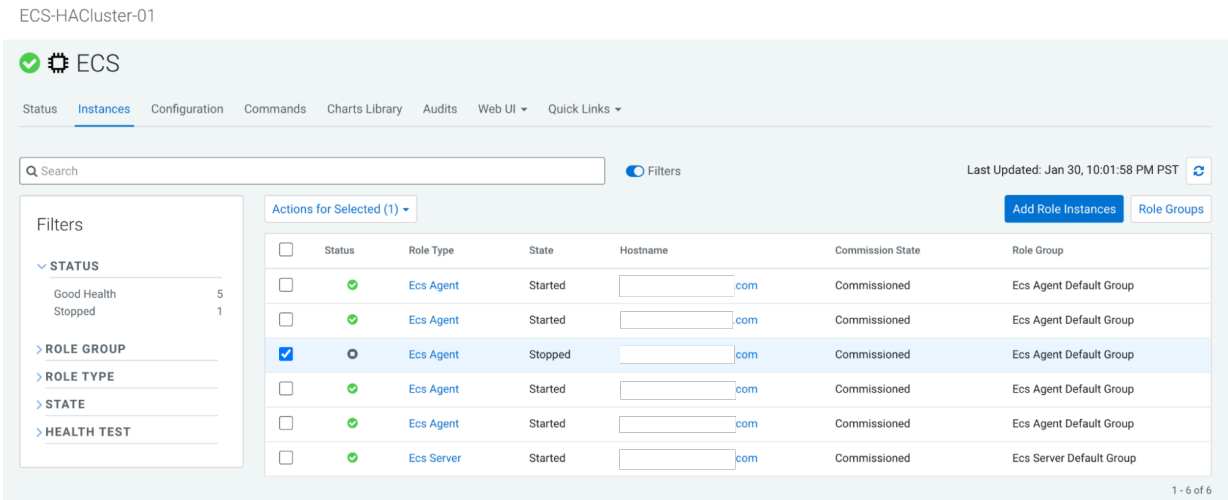 ECS-HACluster-01
ECS
Status Instances Configuration Commands Charts Library Audits Web UI Quick Links
Search Filters Last Updated: Jan 30, 10:01:58 PM PST
Filters
STATUS
Good Health 5
Stopped 1
ROLE GROUP
ROLE TYPE
STATE
HEALTH TEST
Actions for Selected (1) Add Role Instances Role Groups
Status Role Type State Hostname Commission State Role Group
Ecs Agent Started .com Commissioned Ecs Agent Default Group
Ecs Agent Started .com Commissioned Ecs Agent Default Group
Ecs Agent Stopped com Commissioned Ecs Agent Default Group
Ecs Agent Started com Commissioned Ecs Agent Default Group
Ecs Agent Started com Commissioned Ecs Agent Default Group
Ecs Server Started com Commissioned Ecs Server Default Group
1 - 6 of 6